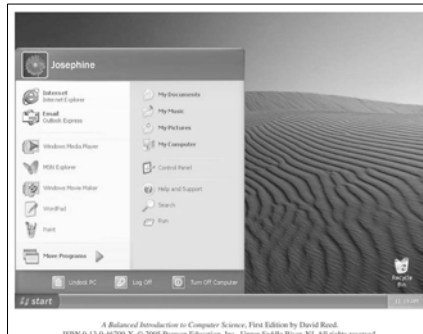 Josephine
Internet
Internet Explorer
Email
Outlook Express
Windows Media Player
MSN Explorer
Windows Movie Maker
WordPad
Paint
More Programs
My Documents
My Music
My Pictures
My Computer
Control Panel
Help and Support
Search
Run
Undock PC
Log Off
Turn Off Computer
Recycle
Bin
start
A Balanced Introduction to Computer Science, First Edition by David Reed.